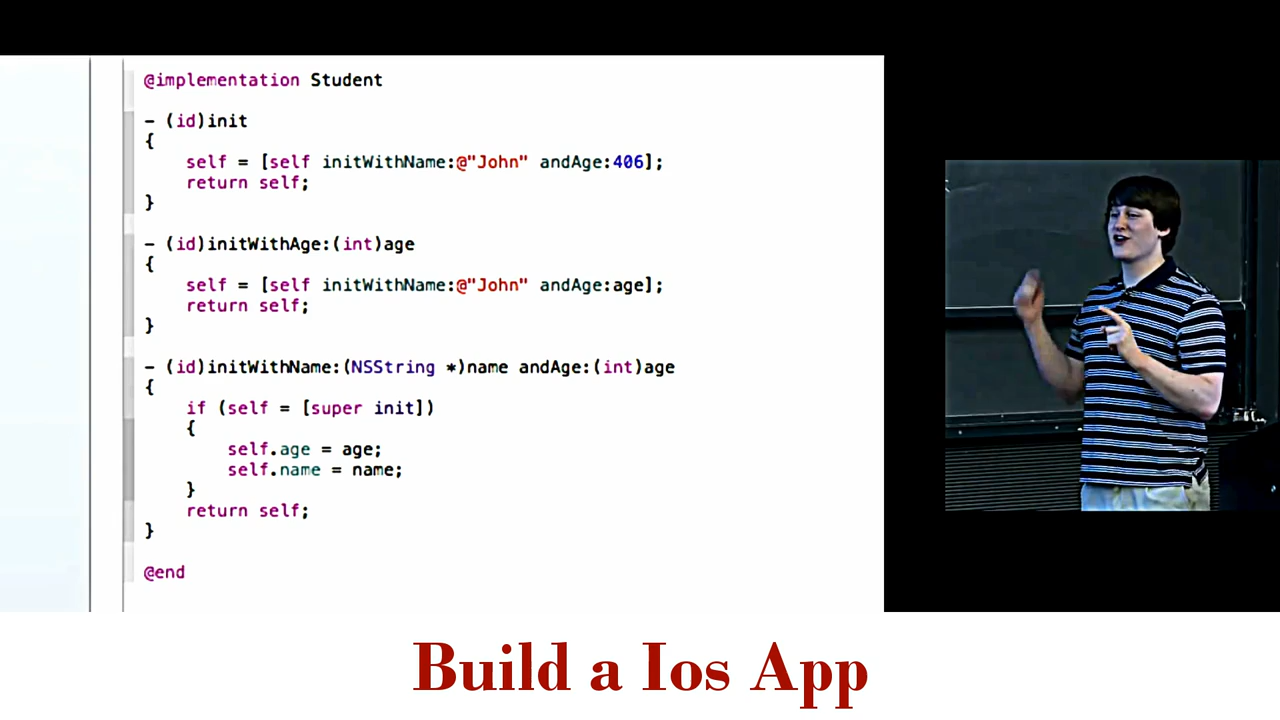 @implementation Student
- (id)init
{
self = [self initWithName:@"John" andAge:406];
return self;
}
- (id)initWithAge:(int)age
{
self = [self initWithName:@"John" andAge:age];
return self;
}
- (id)initWithName:(NSString *)name andAge:(int)age
{
if (self = [super init])
{
self.age = age;
self.name = name;
}
return self;
}
@end
Build a Ios App